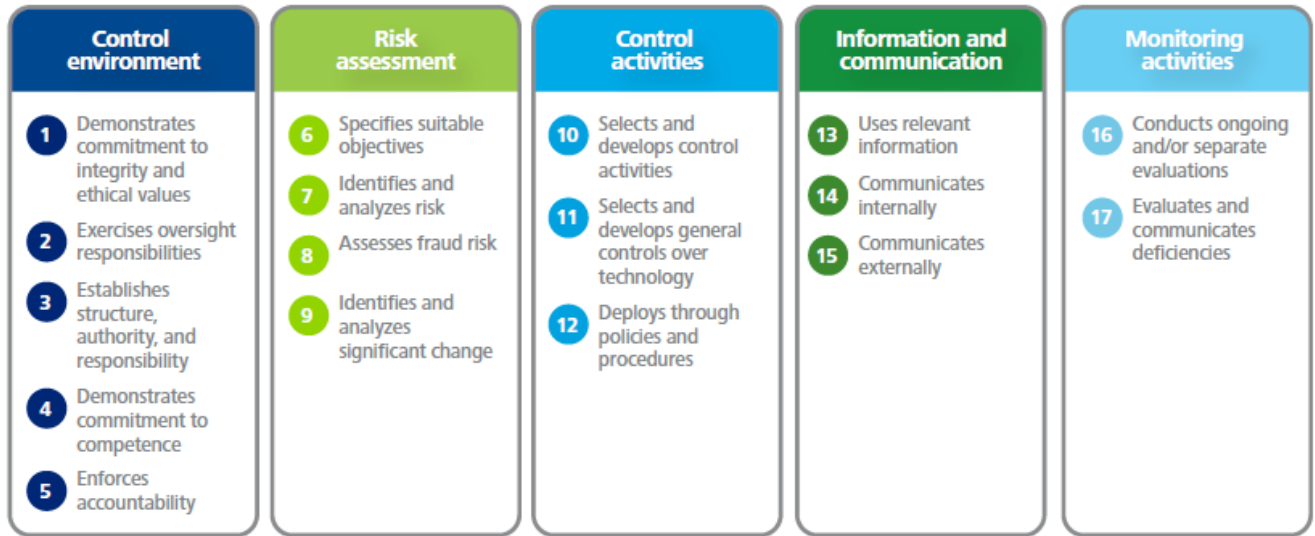 Control
environment
1
Demonstrates
commitment to
integrity and
ethical values
2
Exercises oversight
responsibilities
3
Establishes
structure,
authority, and
responsibility
4
Demonstrates
commitment to
competence
5
Enforces
accountability
Risk
assessment
6
Specifies suitable
objectives
7
Identifies and
analyzes risk
8
Assesses fraud risk
9
Identifies and
analyzes
significant change
Control
activities
10
Selects and
develops control
activities
11
Selects and
develops general
controls over
technology
12
Deploys through
policies and
procedures
Information and
communication
13
Uses relevant
information
14
Communicates
internally
15
Communicates
externally
Monitoring
activities
16
Conducts ongoing
and/or separate
evaluations
17
Evaluates and
communicates
deficiencies